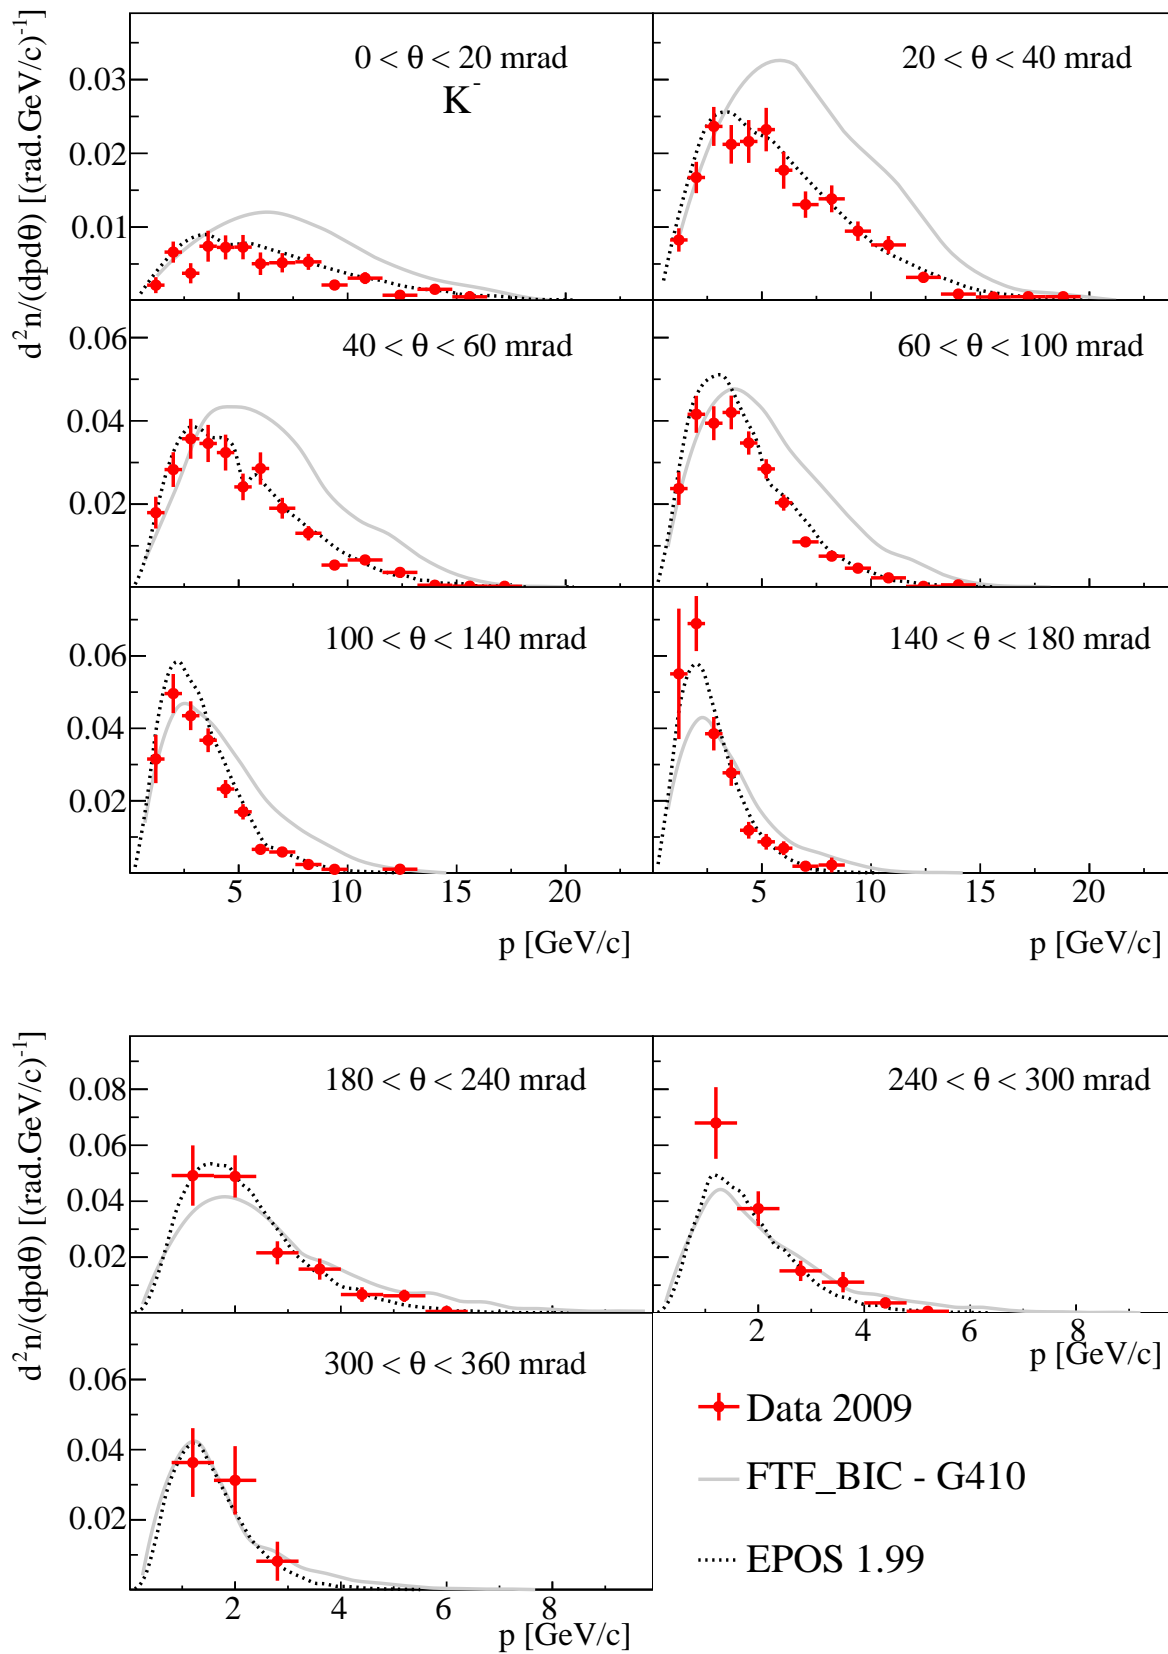 d²n/(dpdθ) [(rad.GeV/c)⁻¹]
0 < θ < 20 mrad
K⁻
20 < θ < 40 mrad
0.03
0.02
0.01
40 < θ < 60 mrad
60 < θ < 100 mrad
0.06
0.04
0.02
100 < θ < 140 mrad
140 < θ < 180 mrad
0.06
0.04
0.02
5 10 15 20
5 10 15 20
p [GeV/c]
p [GeV/c]
d²n/(dpdθ) [(rad.GeV/c)⁻¹]
180 < θ < 240 mrad
240 < θ < 300 mrad
0.08
0.06
0.04
0.02
2 4 6 8
p [GeV/c]
300 < θ < 360 mrad
0.06
0.04
0.02
2 4 6 8
p [GeV/c]
Data 2009
FTF_BIC - G410
EPOS 1.99